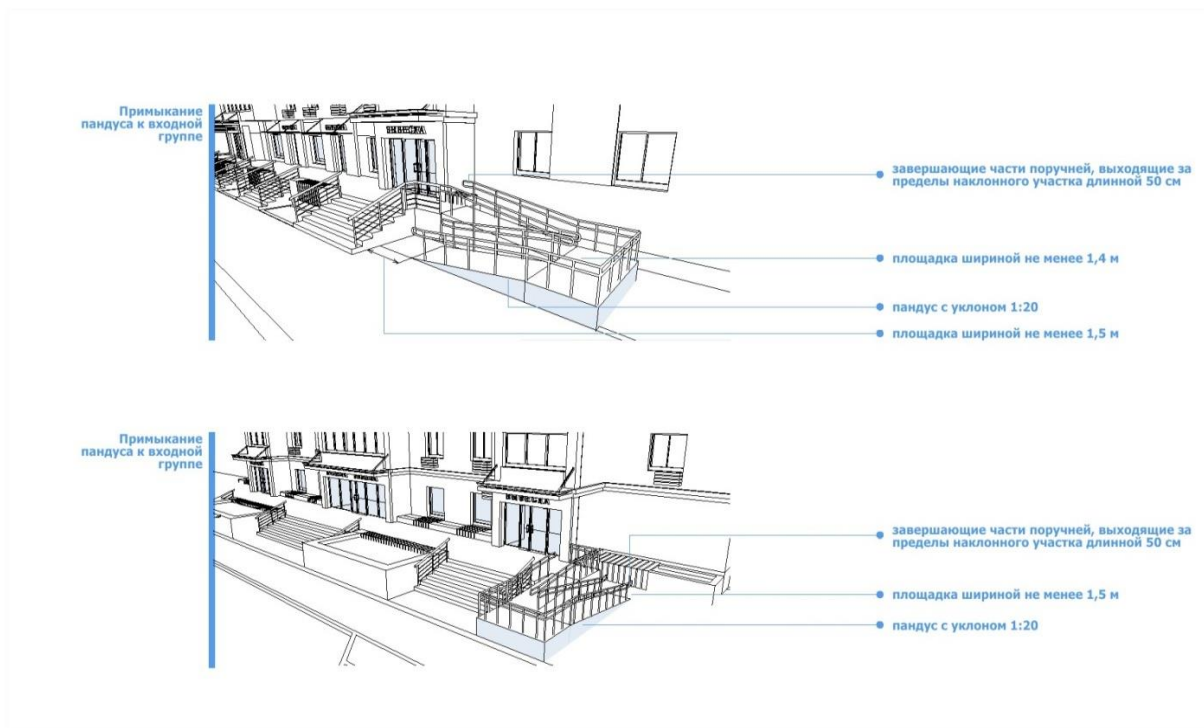 Примыкание
пандуса к входной
группе
ВЫВЕСКА
завершающие части поручней, выходящие за
пределы наклонного участка длинной 50 см
площадка шириной не менее 1,4 м
пандус с уклоном 1:20
площадка шириной не менее 1,5 м
Примыкание
пандуса к входной
группе
ВЫВЕСКА
завершающие части поручней, выходящие за
пределы наклонного участка длинной 50 см
площадка шириной не менее 1,5 м
пандус с уклоном 1:20